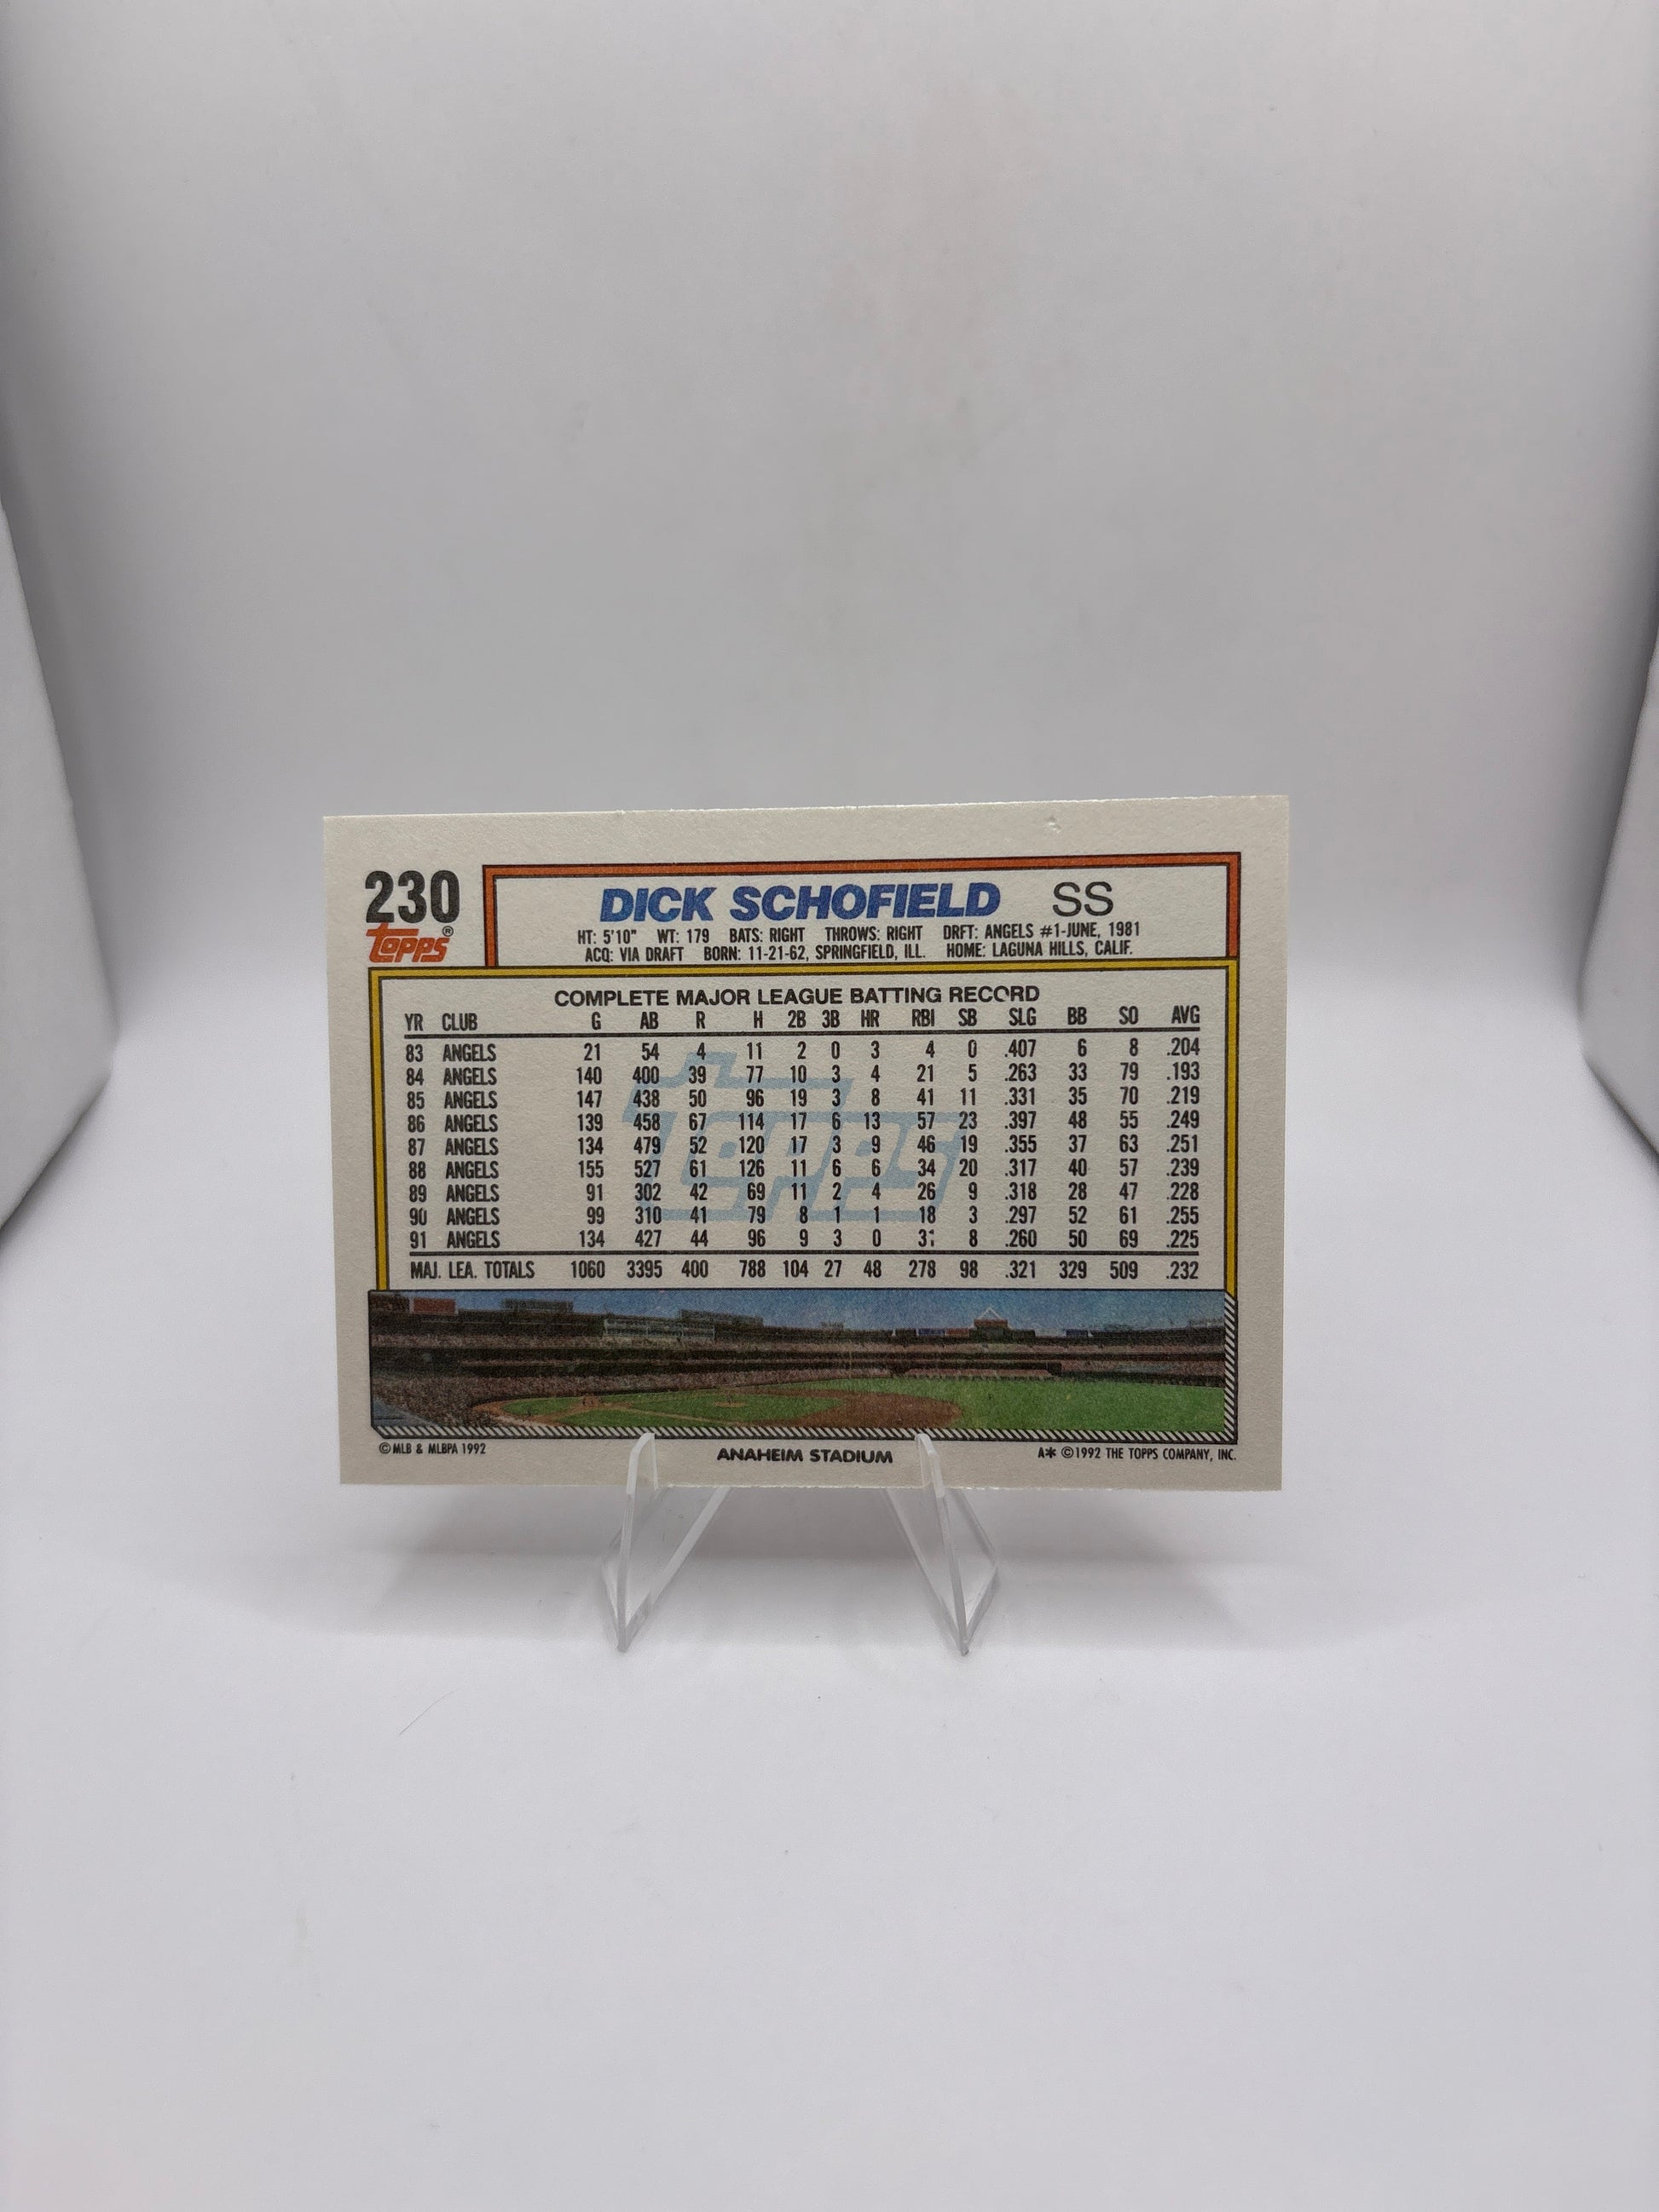 230
Topps®
DICK SCHOFIELD SS
HT: 5'10" WT: 179 BATS: RIGHT THROWS: RIGHT DRFT: ANGELS #1-JUNE, 1981
ACQ: VIA DRAFT BORN: 11-21-62, SPRINGFIELD, ILL. HOME: LAGUNA HILLS, CALIF.
COMPLETE MAJOR LEAGUE BATTING RECORD
YR CLUB G AB R H 2B 3B HR RBI SB SLG BB SO AVG
83 ANGELS 21 54 4 11 2 0 3 4 0 .407 6 8 .204
84 ANGELS 140 400 39 77 10 3 4 21 5 .263 33 79 .193
85 ANGELS 147 438 50 96 19 3 8 41 11 .331 35 70 .219
86 ANGELS 139 458 67 114 17 6 13 57 23 .397 48 55 .249
87 ANGELS 134 479 52 120 17 3 9 46 19 .355 37 63 .251
88 ANGELS 155 527 61 126 11 6 6 34 20 .317 40 57 .239
89 ANGELS 91 302 42 69 11 2 4 26 9 .318 28 47 .228
90 ANGELS 99 310 41 79 8 1 1 18 3 .297 52 61 .255
91 ANGELS 134 427 44 96 9 3 0 8 .260 50 69 .225
MAJ. LEA. TOTALS 1060 3395 400 788 104 27 48 278 98 .321 329 509 .232
Topps
© MLB & MLBPA 1992
ANAHEIM STADIUM
A✱ ©1992 THE TOPPS COMPANY, INC.